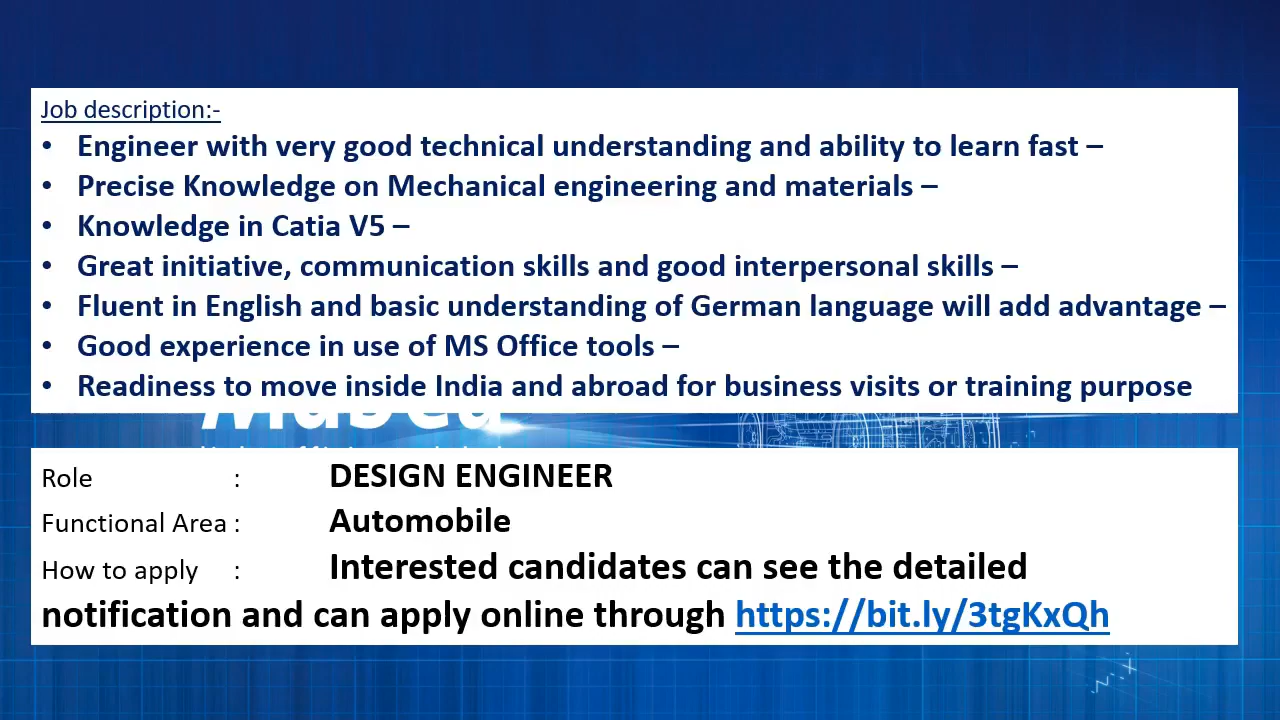 Job description:-
• Engineer with very good technical understanding and ability to learn fast –
• Precise Knowledge on Mechanical engineering and materials –
• Knowledge in Catia V5 –
• Great initiative, communication skills and good interpersonal skills –
• Fluent in English and basic understanding of German language will add advantage –
• Good experience in use of MS Office tools –
• Readiness to move inside India and abroad for business visits or training purpose
Role : DESIGN ENGINEER
Functional Area : Automobile
How to apply : Interested candidates can see the detailed
notification and can apply online through https://bit.ly/3tgKxQh